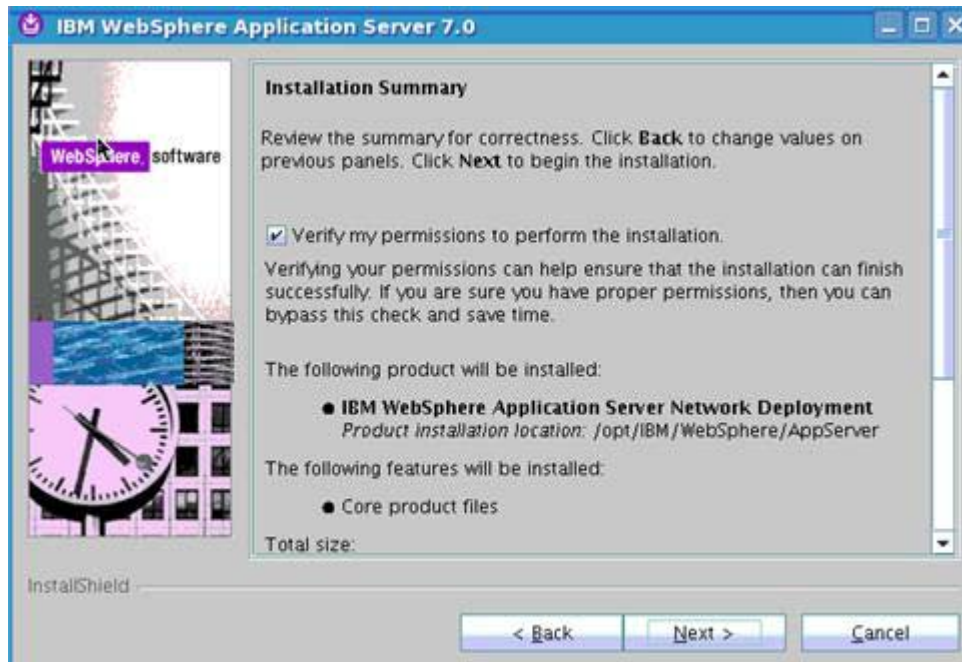 IBM WebSphere Application Server 7.0
WebSphere. software
Installation Summary
Review the summary for correctness. Click Back to change values on
previous panels. Click Next to begin the installation.
Verify my permissions to perform the installation.
Verifying your permissions can help ensure that the installation can finish
successfully. If you are sure you have proper permissions, then you can
bypass this check and save time.
The following product will be installed:
● IBM WebSphere Application Server Network Deployment
Product installation location: /opt/IBM/WebSphere/AppServer
The following features will be installed:
● Core product files
Total size:
InstallShield
< Back
Next >
Cancel